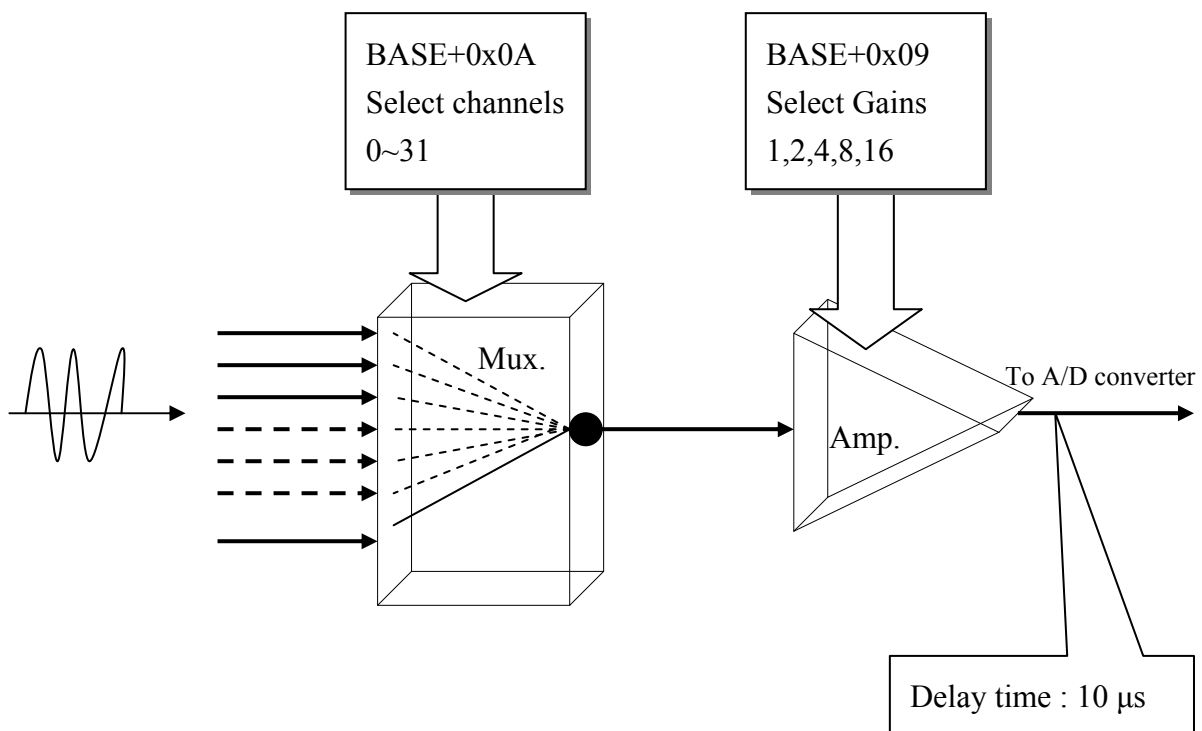 BASE+0x0A
Select channels
0~31
BASE+0x09
Select Gains
1,2,4,8,16
Mux.
Amp.
To A/D converter
Delay time : 10 μs